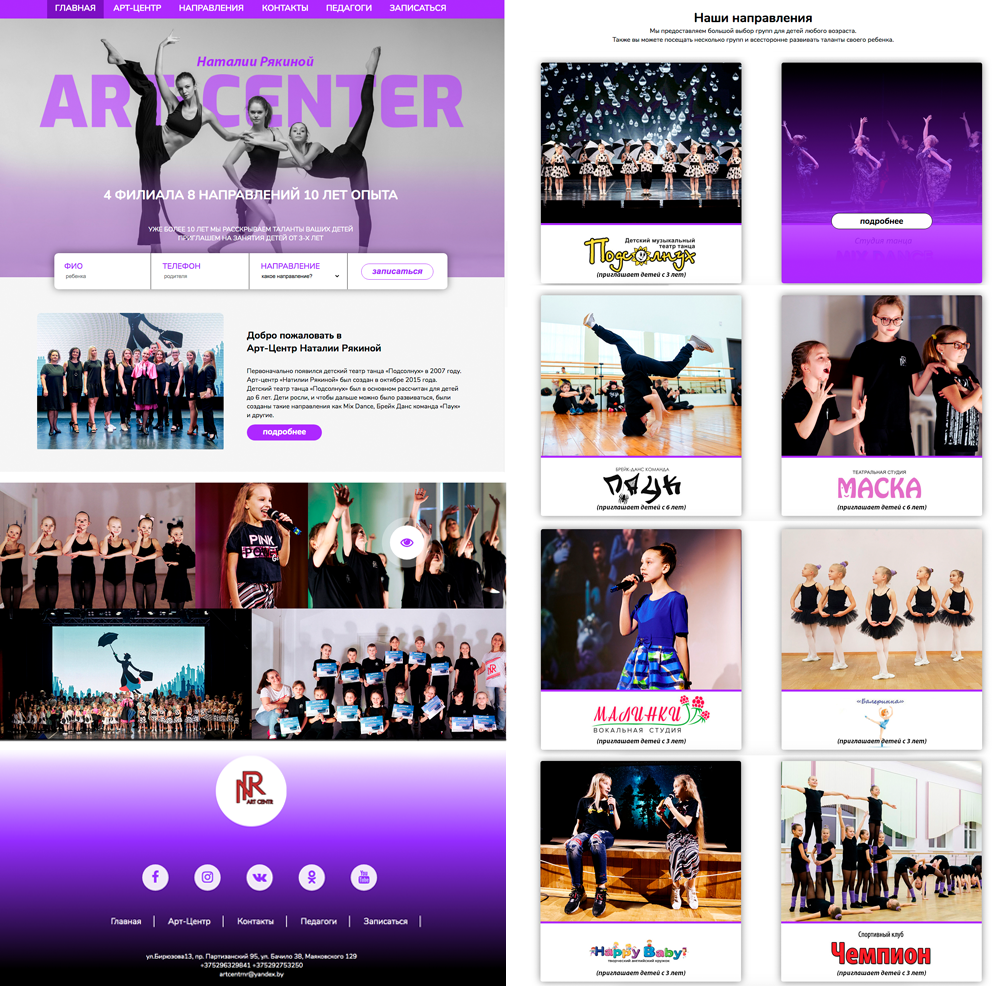 ГЛАВНАЯ АРТ-ЦЕНТР НАПРАВЛЕНИЯ КОНТАКТЫ ПЕДАГОГИ ЗАПИСАТЬСЯ
Наталии Рякиной
ART CENTER
4 ФИЛИАЛА 8 НАПРАВЛЕНИЙ 10 ЛЕТ ОПЫТА
УЖЕ БОЛЕЕ 10 ЛЕТ МЫ РАССКРЫВАЕМ ТАЛАНТЫ ВАШИХ ДЕТЕЙ
ПРИГЛАШЕМ НА ЗАНЯТИЯ ДЕТЕЙ ОТ 3-Х ЛЕТ
ФИО
ребенка
ТЕЛЕФОН
родителя
НАПРАВЛЕНИЕ
какое направление?
записаться
Добро пожаловать в
Арт-Центр Наталии Рякиной
Первоначально появился детский театр танца «Подсолнух» в 2007 году.
Арт-центр «Натилии Рякиной» был создан в октябре 2015 года.
Детский театр танца «Подсолнух» был в основном рассчитан для детей
до 6 лет. Дети росли, и чтобы дальше можно было развиваться, были
созданы такие направления как Mix Dance, Брейк Данс команда «Паук»
и другие.
подробнее
PINK
NR
ART CENTR
Главная | Арт-Центр | Контакты | Педагоги | Записаться |
ул.Бирюзова13, пр. Партизанский 95, ул. Бачило 38, Маяковского 129
+375296329841 +375292753250
artcentrnr@yandex.by
Наши направления
Мы предоставляем большой выбор групп для детей любого возраста.
Также вы можете посещать несколько групп и всесторонне развивать таланты своего ребенка.
Детский музыкальный
театр танца
Подсолнух
(приглашает детей с 3 лет)
подробнее
Студия танца
БРЕЙК-ДАНС КОМАНДА
ПАУК
(приглашает детей с 6 лет)
ТЕАТРАЛЬНАЯ СТУДИЯ
МАСКА
(приглашает детей с 6 лет)
МАЛИНКИ
ВОКАЛЬНАЯ СТУДИЯ
(приглашает детей с 3 лет)
«Балеринка»
(приглашает детей с 3 лет)
Happy Baby
творческий английский кружок
(приглашает детей с 3 лет)
Спортивный клуб
Чемпион
(приглашает детей с 3 лет)